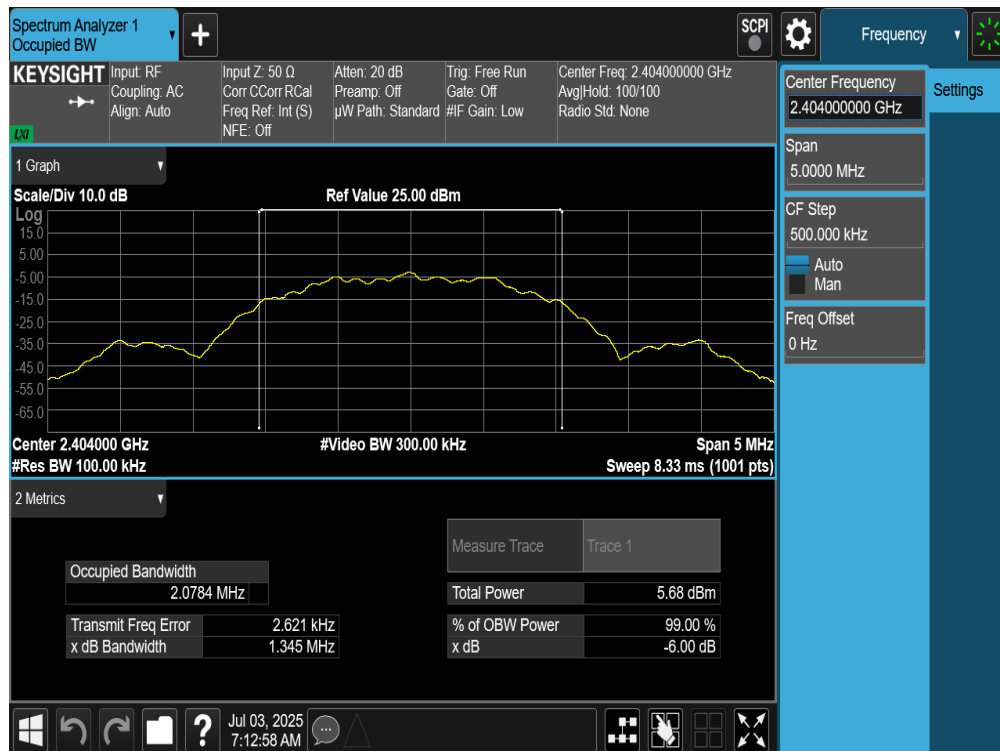 Spectrum Analyzer 1
Occupied BW
+
SCPI
Frequency
KEYSIGHT
LXI
Input: RF
Coupling: AC
Align: Auto
Input Z: 50 Ω
Corr CCorr RCal
Freq Ref: Int (S)
NFE: Off
Atten: 20 dB
Preamp: Off
µW Path: Standard
Trig: Free Run
Gate: Off
#IF Gain: Low
Center Freq: 2.404000000 GHz
Avg|Hold: 100/100
Radio Std: None
Center Frequency
2.404000000 GHz
Settings
Span
5.0000 MHz
CF Step
500.000 kHz
Auto
Man
Freq Offset
0 Hz
1 Graph
Scale/Div 10.0 dB
Ref Value 25.00 dBm
Log
15.0
5.00
-5.00
-15.0
-25.0
-35.0
-45.0
-55.0
-65.0
Center 2.404000 GHz
#Video BW 300.00 kHz
Span 5 MHz
#Res BW 100.00 kHz
Sweep 8.33 ms (1001 pts)
2 Metrics
Measure Trace
Trace 1
Occupied Bandwidth
2.0784 MHz
Total Power
5.68 dBm
Transmit Freq Error
2.621 kHz
% of OBW Power
99.00 %
x dB Bandwidth
1.345 MHz
x dB
-6.00 dB
?
Jul 03, 2025
7:12:58 AM